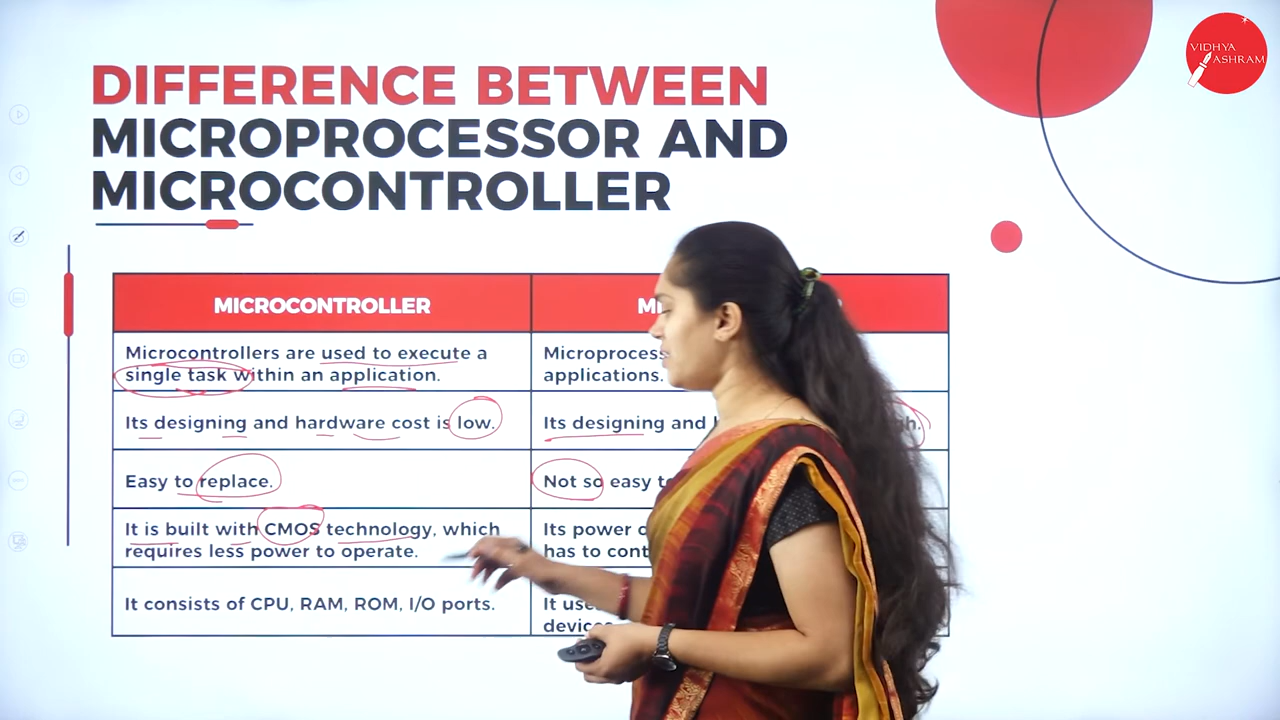 VIDHYA
ASHRAM
DIFFERENCE BETWEEN
MICROPROCESSOR AND
MICROCONTROLLER
MICROCONTROLLER
Microcontrollers are used to execute a
single task within an application.
applications.
Its designing and hardware cost is low.
Its designing and
Easy to replace.
Not so easy
It is built with CMOS technology, which
requires less power to operate.
Its power
has to
It consists of CPU, RAM, ROM, I/O ports.
It